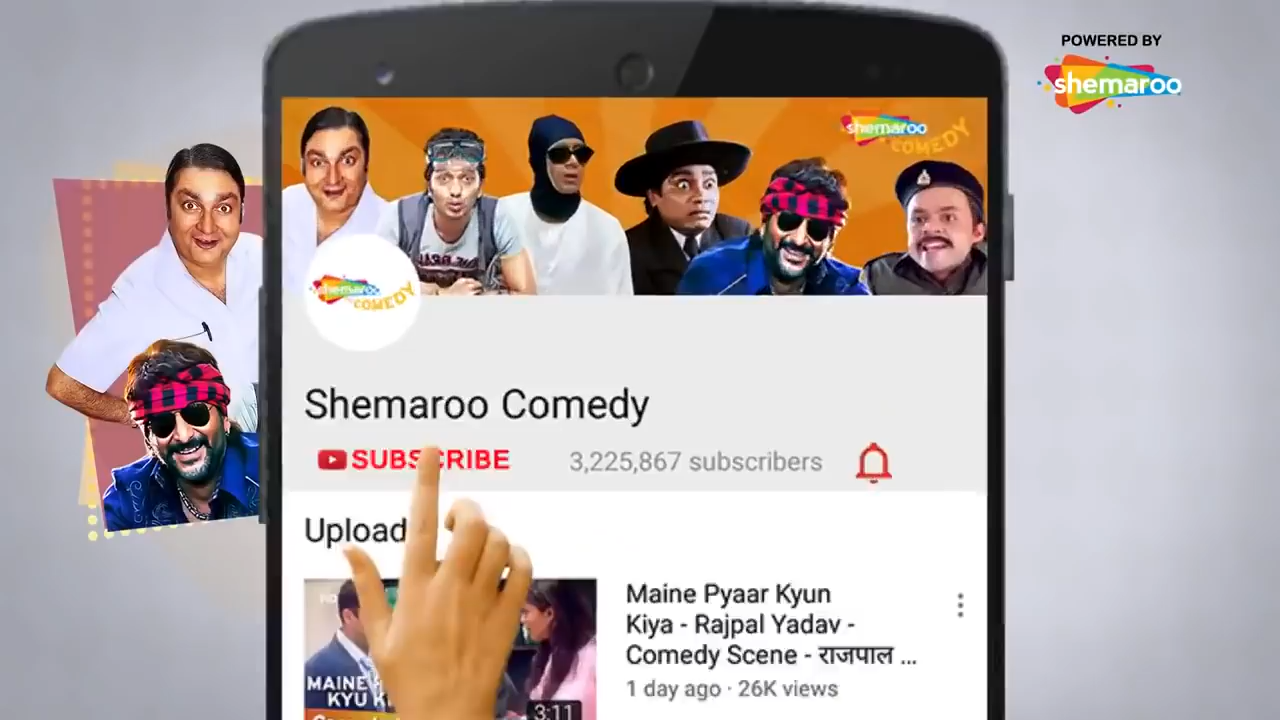 POWERED BY
shemaroo
shemaroo
COMEDY
shemaroo
COMEDY
Shemaroo Comedy
SUBSCRIBE
3,225,867 subscribers
Upload
Maine Pyaar Kyun
Kiya - Rajpal Yadav -
Comedy Scene - राजपाल ...
1 day ago · 26K views
MAINE
KYU
3:11